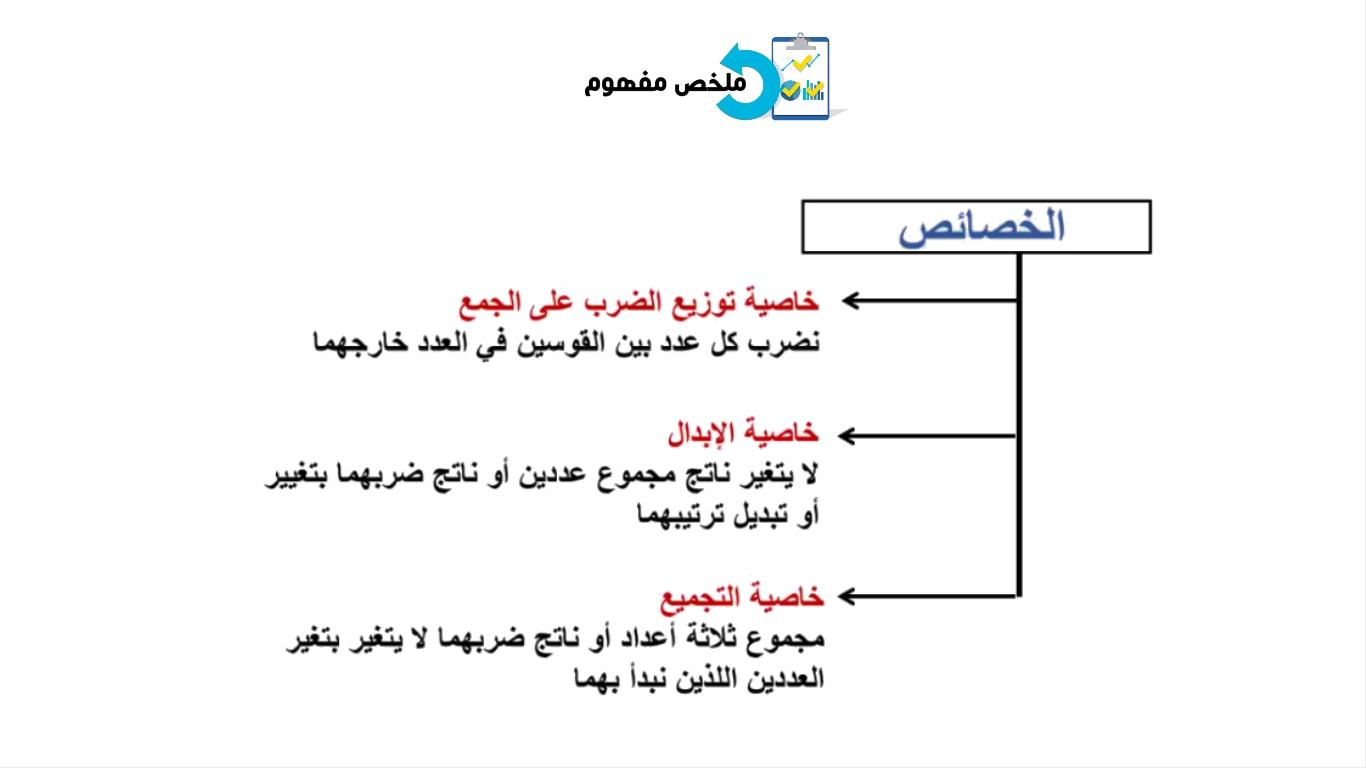 ملخص مفهوم
الخصائص
خاصية توزيع الضرب على الجمع
نضرب كل عدد بين القوسين في العدد خارجهما
خاصية الإبدال
لا يتغير ناتج مجموع عددين أو ناتج ضربهما بتغيير
أو تبديل ترتيبهما
خاصية التجميع
مجموع ثلاثة أعداد أو ناتج ضربهما لا يتغير بتغير
العددين اللذين نبدأ بهما